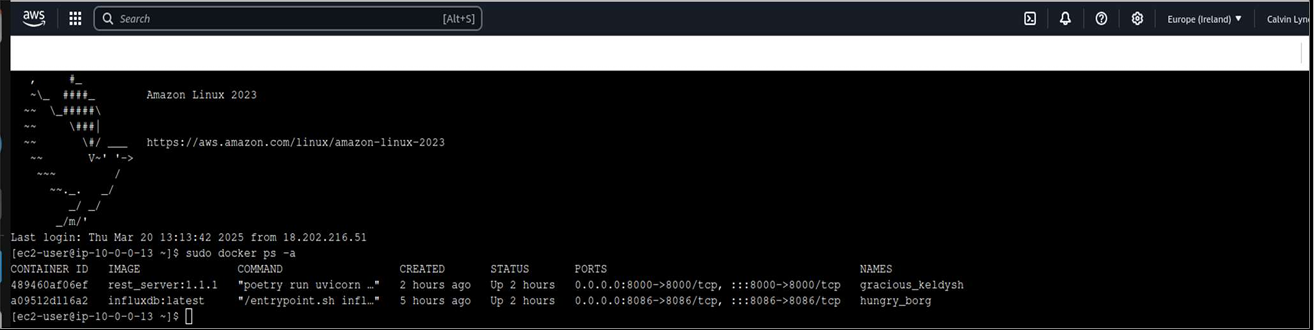 aws Search [Alt+S] Europe (Ireland) ▼ Calvin Lyn
, #_
~\_ ####_ Amazon Linux 2023
~~ \_#####\
~~ \###|
~~ \#/ ___ https://aws.amazon.com/linux/amazon-linux-2023
~~ V~' '->
~~~ /
~~._. _/
_/ _/
_/m/'
Last login: Thu Mar 20 13:13:42 2025 from 18.202.216.51
[ec2-user@ip-10-0-0-13 ~]$ sudo docker ps -a
CONTAINER ID IMAGE COMMAND CREATED STATUS PORTS NAMES
489460af06ef rest_server:1.1.1 "poetry run uvicorn …" 2 hours ago Up 2 hours 0.0.0.0:8000->8000/tcp, :::8000->8000/tcp gracious_keldysh
a09512d116a2 influxdb:latest "/entrypoint.sh infl…" 5 hours ago Up 2 hours 0.0.0.0:8086->8086/tcp, :::8086->8086/tcp hungry_borg
[ec2-user@ip-10-0-0-13 ~]$